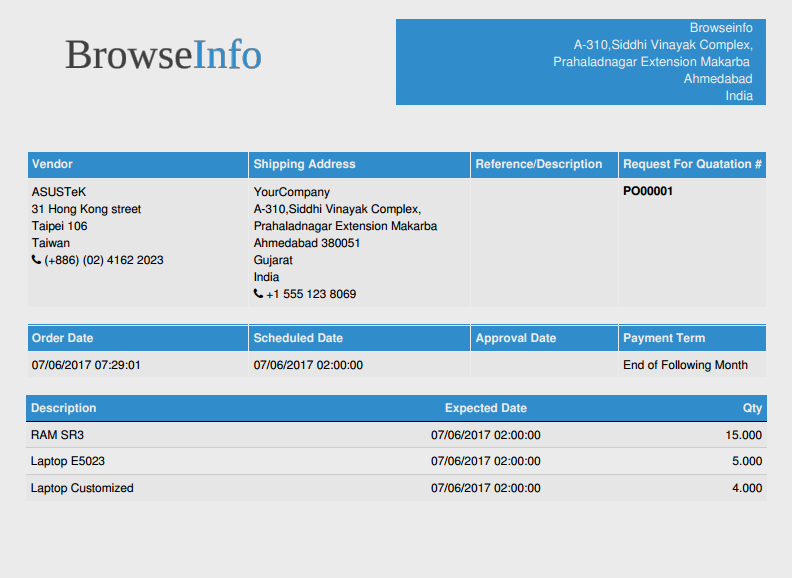 BrowseInfo
Browseinfo
A-310,Siddhi Vinayak Complex,
Prahaladnagar Extension Makarba
Ahmedabad
India
Vendor Shipping Address Reference/Description Request For Quatation #
ASUSTeK YourCompany PO00001
31 Hong Kong street A-310,Siddhi Vinayak Complex,
Taipei 106 Prahaladnagar Extension Makarba
Taiwan Ahmedabad 380051
(+886) (02) 4162 2023 Gujarat
India
+1 555 123 8069
Order Date Scheduled Date Approval Date Payment Term
07/06/2017 07:29:01 07/06/2017 02:00:00 End of Following Month
Description Expected Date Qty
RAM SR3 07/06/2017 02:00:00 15.000
Laptop E5023 07/06/2017 02:00:00 5.000
Laptop Customized 07/06/2017 02:00:00 4.000